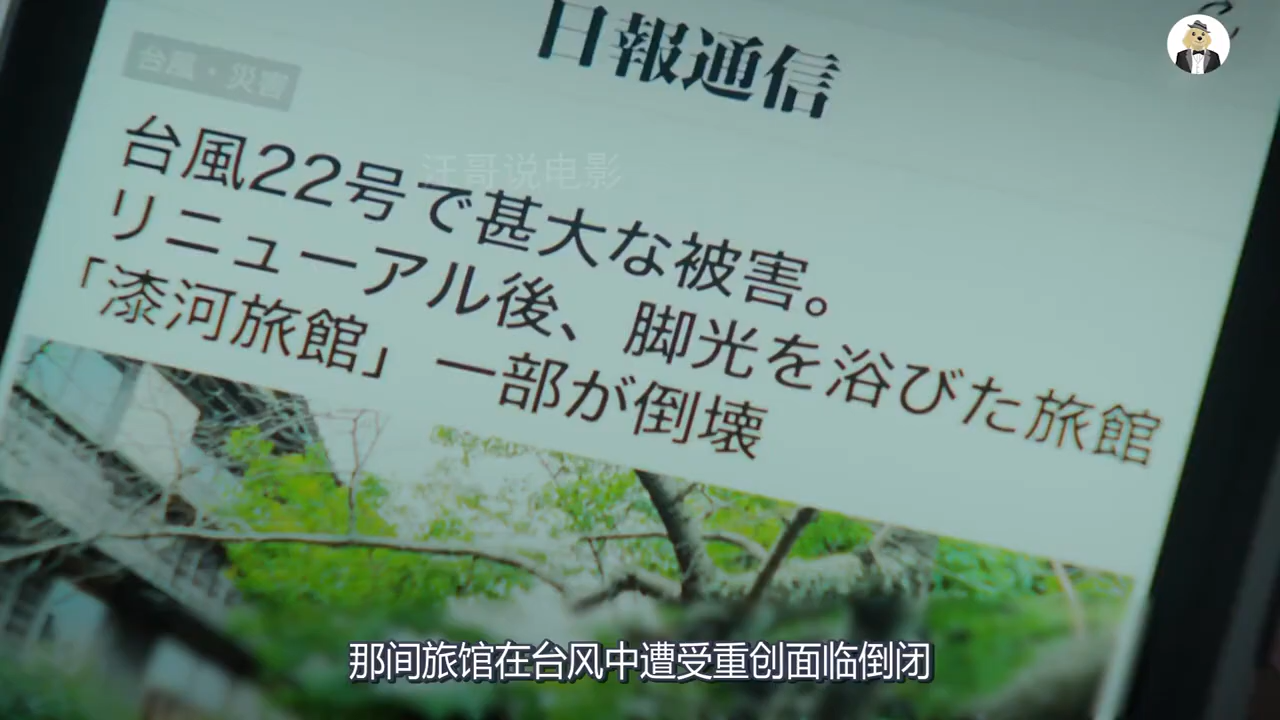 日報通信
台風・災害
汪哥说电影
台風22号で甚大な被害。
リニューアル後、脚光を浴びた旅館
「漆河旅館」一部が倒壊
那间旅馆在台风中遭受重创面临倒闭